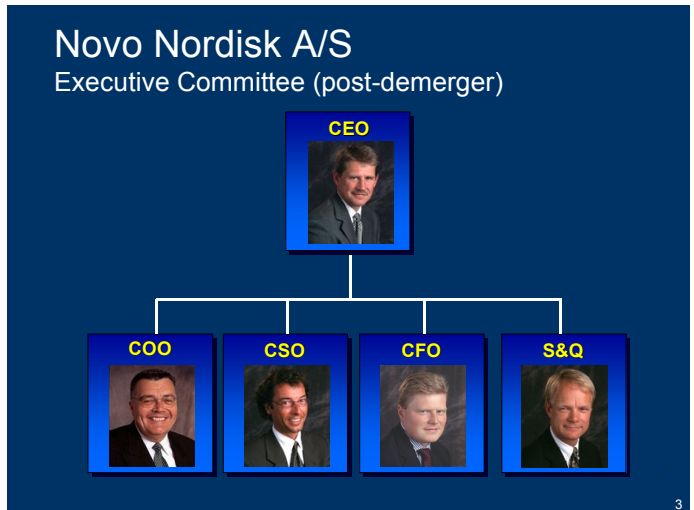 Novo Nordisk A/S
Executive Committee (post-demerger)
CEO
COO
CSO
CFO
S&Q
3